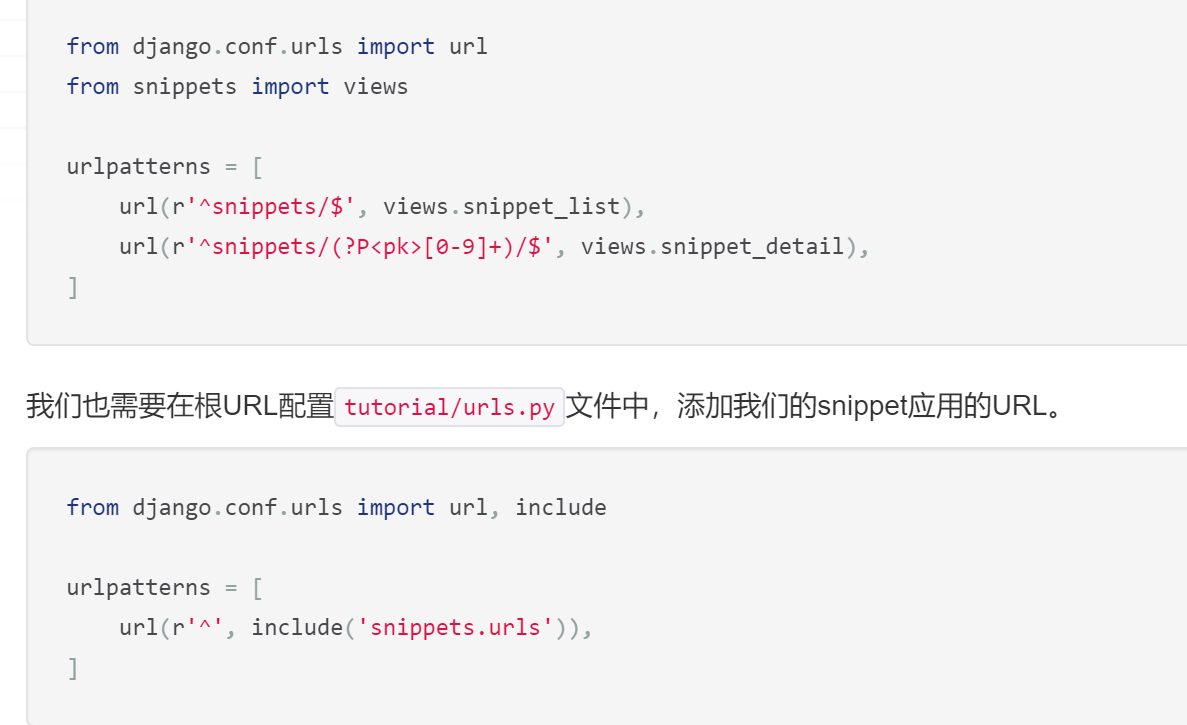 from django.conf.urls import url
from snippets import views
urlpatterns = [
    url(r'^snippets/$', views.snippet_list),
    url(r'^snippets/(?P<pk>[0-9]+)/$', views.snippet_detail),
]
我们也需要在根URL配置tutorial/urls.py文件中，添加我们的snippet应用的URL。
from django.conf.urls import url, include
urlpatterns = [
    url(r'^', include('snippets.urls')),
]